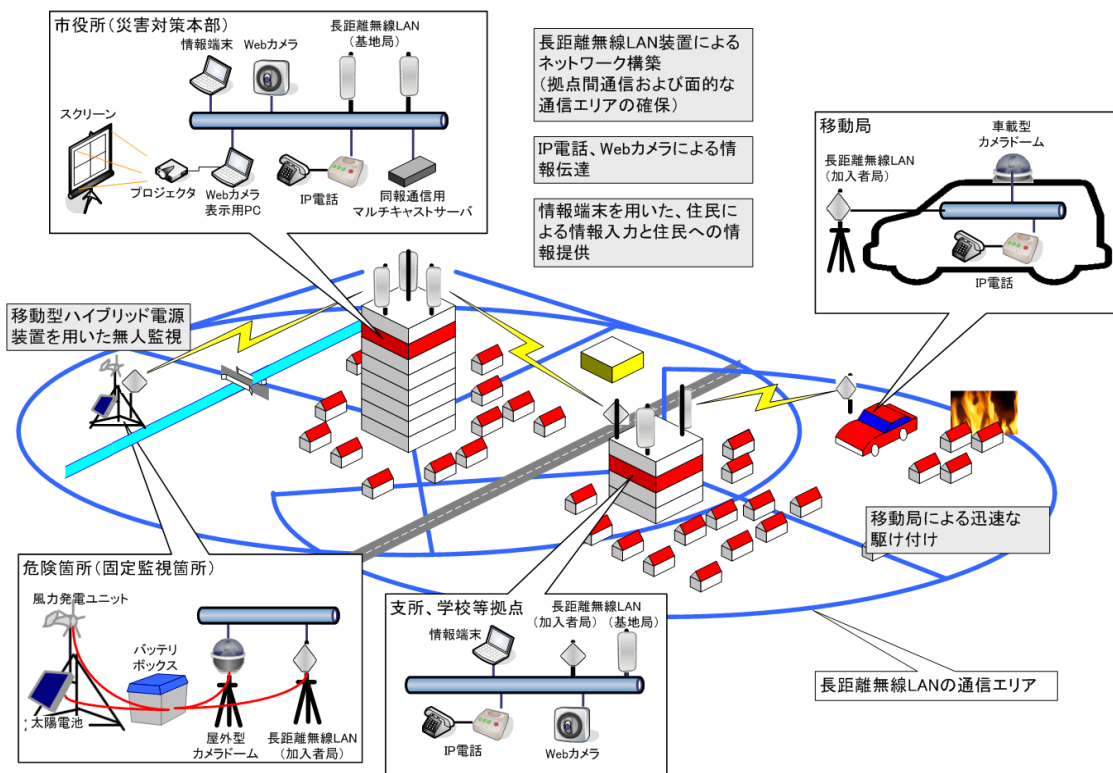 市役所（災害対策本部）
情報端末
Webカメラ
長距離無線LAN
（基地局）
スクリーン
プロジェクタ
Webカメラ
表示用PC
IP電話
同報通信用
マルチキャストサーバ
長距離無線LAN装置による
ネットワーク構築
（拠点間通信および面的な
通信エリアの確保）
IP電話、Webカメラによる情
報伝達
情報端末を用いた、住民に
よる情報入力と住民への情
報提供
移動局
車載型
カメラドーム
長距離無線LAN
（加入者局）
IP電話
移動型ハイブリッド電源
装置を用いた無人監視
移動局による迅速な
駆け付け
危険箇所（固定監視箇所）
風力発電ユニット
バッテリ
ボックス
太陽電池
屋外型
カメラドーム
長距離無線LAN
（加入者局）
支所、学校等拠点
情報端末
長距離無線LAN
（加入者局）（基地局）
IP電話
Webカメラ
長距離無線LANの通信エリア